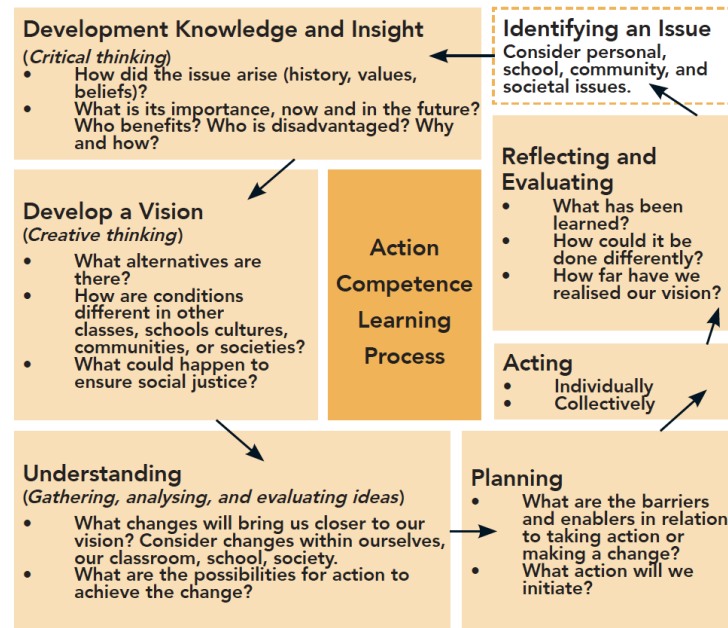 Development Knowledge and Insight
(Critical thinking)
• How did the issue arise (history, values,
beliefs)?
• What is its importance, now and in the future?
Who benefits? Who is disadvantaged? Why
and how?
Identifying an Issue
Consider personal,
school, community, and
societal issues.
Develop a Vision
(Creative thinking)
• What alternatives are
there?
• How are conditions
different in other
classes, schools cultures,
communities, or societies?
• What could happen to
ensure social justice?
Action
Competence
Learning
Process
Reflecting and
Evaluating
• What has been
learned?
• How could it be
done differently?
• How far have we
realised our vision?
Acting
• Individually
• Collectively
Understanding
(Gathering, analysing, and evaluating ideas)
• What changes will bring us closer to our
vision? Consider changes within ourselves,
our classroom, school, society.
• What are the possibilities for action to
achieve the change?
Planning
• What are the barriers
and enablers in relation
to taking action or
making a change?
• What action will we
initiate?